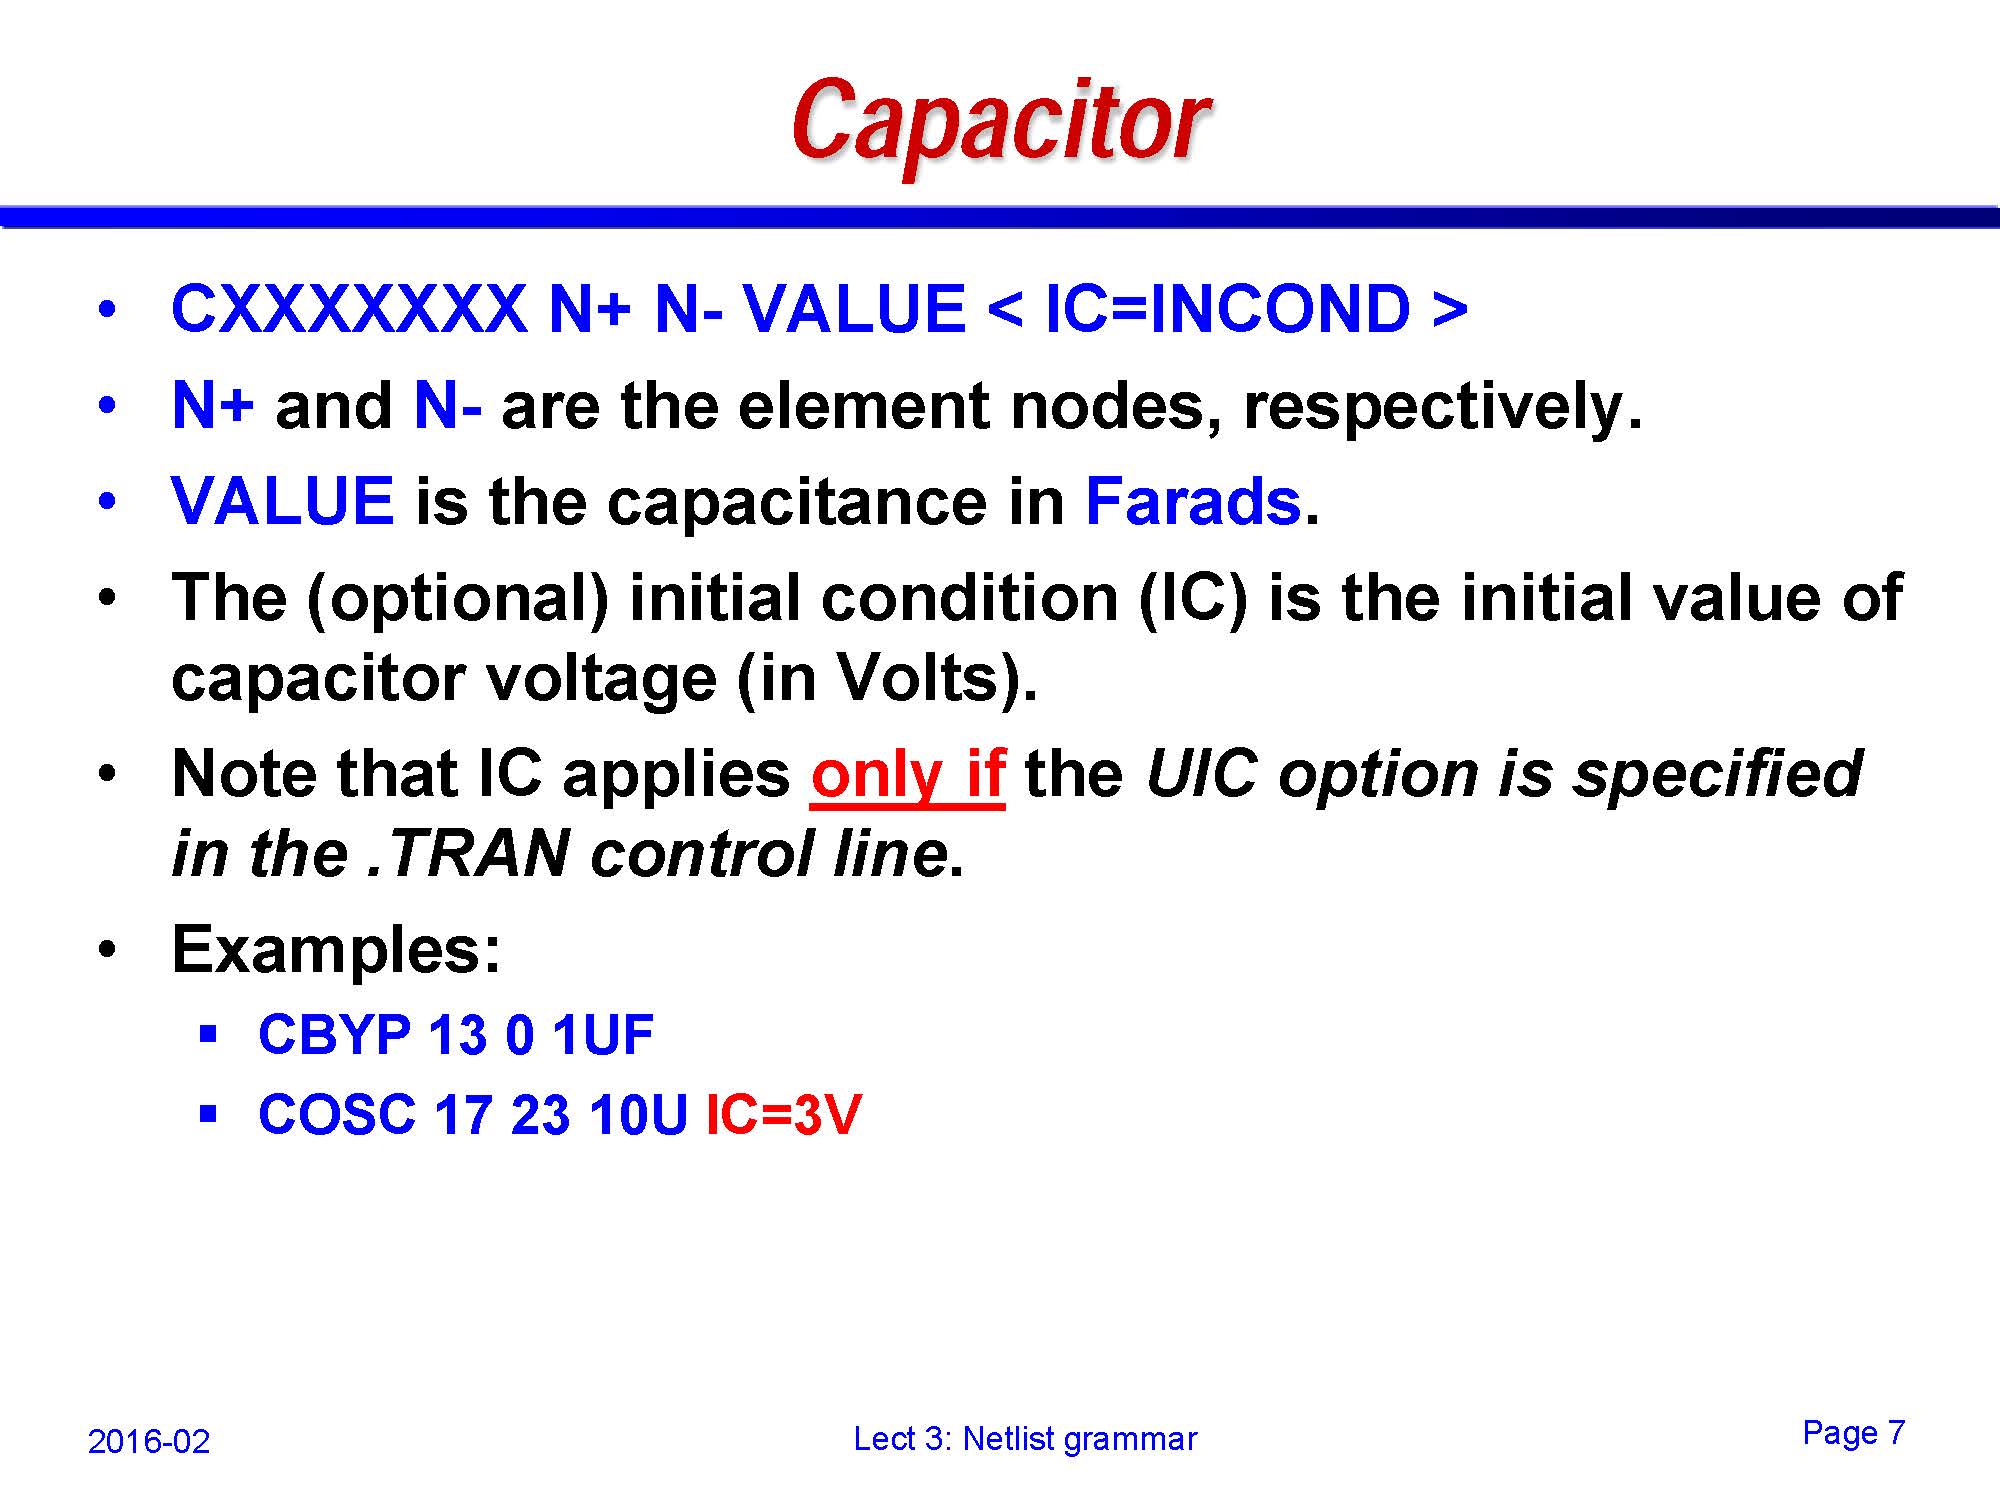 Capacitor
• CXXXXXXX N+ N- VALUE < IC=INCOND >
• N+ and N- are the element nodes, respectively.
• VALUE is the capacitance in Farads.
• The (optional) initial condition (IC) is the initial value of
capacitor voltage (in Volts).
• Note that IC applies only if the UIC option is specified
in the .TRAN control line.
• Examples:
▪ CBYP 13 0 1UF
▪ COSC 17 23 10U IC=3V
2016-02
Lect 3: Netlist grammar
Page 7